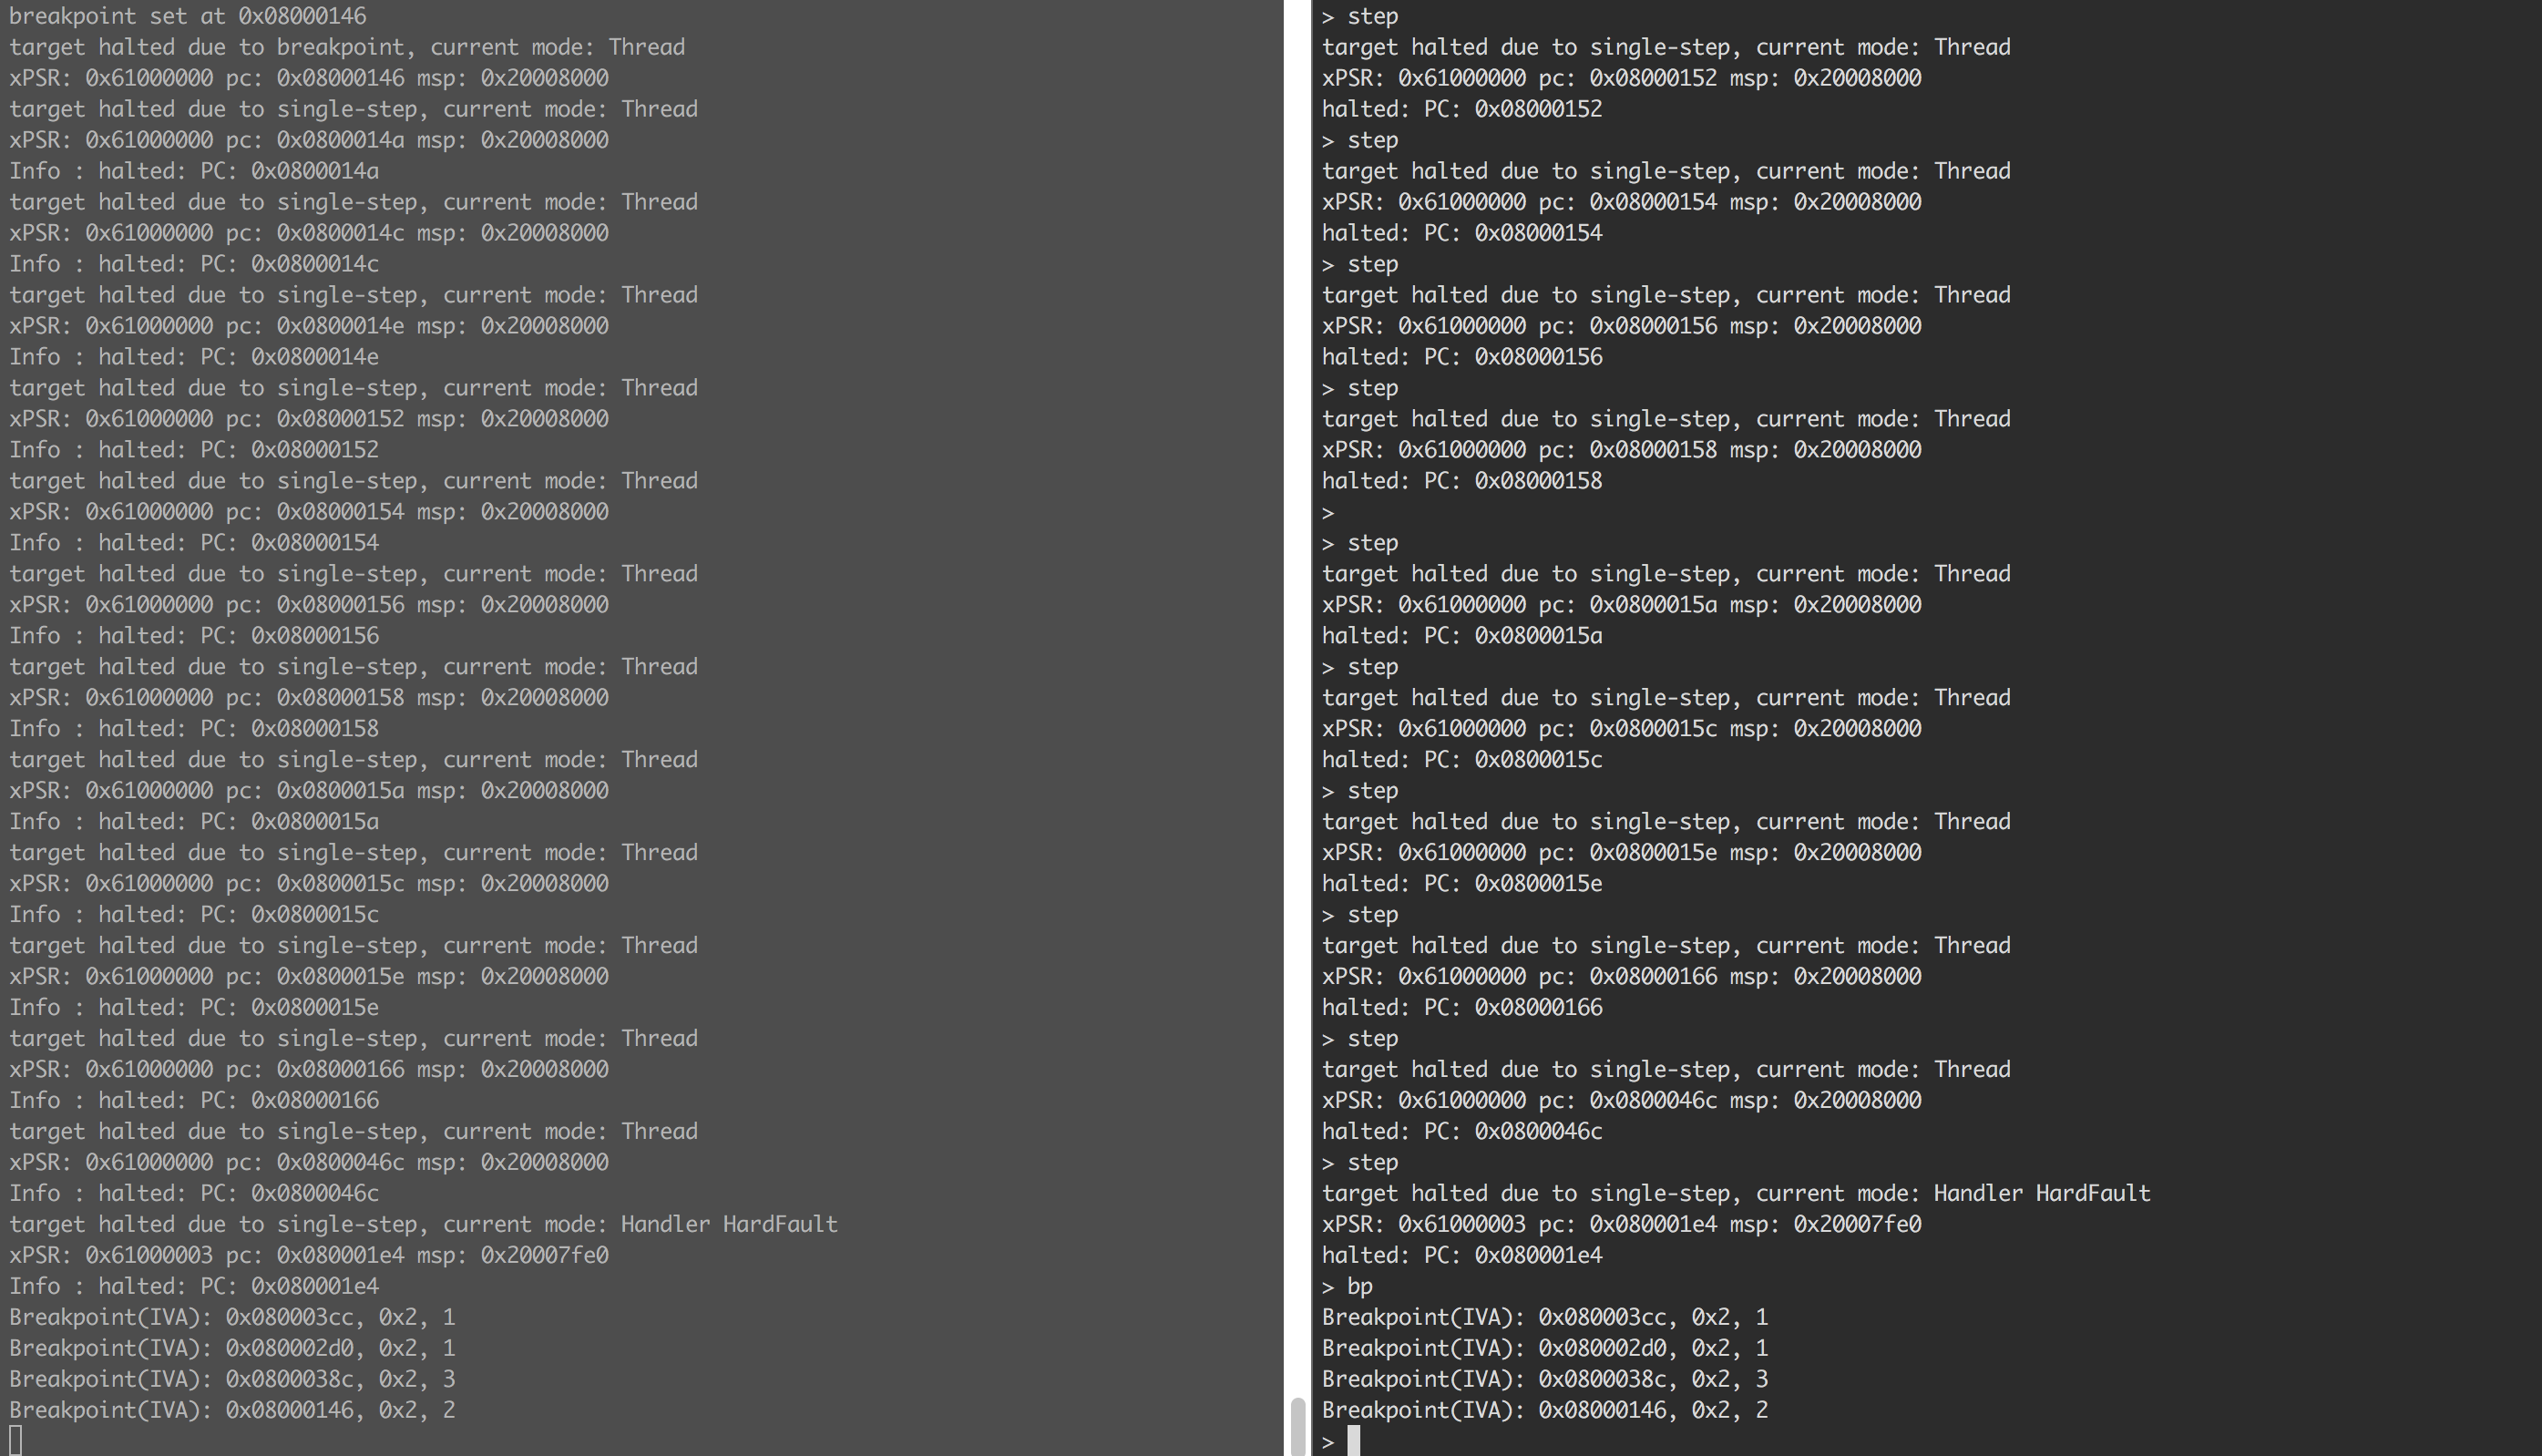 breakpoint set at 0x08000146
target halted due to breakpoint, current mode: Thread
xPSR: 0x61000000 pc: 0x08000146 msp: 0x20008000
target halted due to single-step, current mode: Thread
xPSR: 0x61000000 pc: 0x0800014a msp: 0x20008000
Info : halted: PC: 0x0800014a
target halted due to single-step, current mode: Thread
xPSR: 0x61000000 pc: 0x0800014c msp: 0x20008000
Info : halted: PC: 0x0800014c
target halted due to single-step, current mode: Thread
xPSR: 0x61000000 pc: 0x0800014e msp: 0x20008000
Info : halted: PC: 0x0800014e
target halted due to single-step, current mode: Thread
xPSR: 0x61000000 pc: 0x08000152 msp: 0x20008000
Info : halted: PC: 0x08000152
target halted due to single-step, current mode: Thread
xPSR: 0x61000000 pc: 0x08000154 msp: 0x20008000
Info : halted: PC: 0x08000154
target halted due to single-step, current mode: Thread
xPSR: 0x61000000 pc: 0x08000156 msp: 0x20008000
Info : halted: PC: 0x08000156
target halted due to single-step, current mode: Thread
xPSR: 0x61000000 pc: 0x08000158 msp: 0x20008000
Info : halted: PC: 0x08000158
target halted due to single-step, current mode: Thread
xPSR: 0x61000000 pc: 0x0800015a msp: 0x20008000
Info : halted: PC: 0x0800015a
target halted due to single-step, current mode: Thread
xPSR: 0x61000000 pc: 0x0800015c msp: 0x20008000
Info : halted: PC: 0x0800015c
target halted due to single-step, current mode: Thread
xPSR: 0x61000000 pc: 0x0800015e msp: 0x20008000
Info : halted: PC: 0x0800015e
target halted due to single-step, current mode: Thread
xPSR: 0x61000000 pc: 0x08000166 msp: 0x20008000
Info : halted: PC: 0x08000166
target halted due to single-step, current mode: Thread
xPSR: 0x61000000 pc: 0x0800046c msp: 0x20008000
Info : halted: PC: 0x0800046c
target halted due to single-step, current mode: Handler HardFault
xPSR: 0x61000003 pc: 0x080001e4 msp: 0x20007fe0
Info : halted: PC: 0x080001e4
Breakpoint(IVA): 0x080003cc, 0x2, 1
Breakpoint(IVA): 0x080002d0, 0x2, 1
Breakpoint(IVA): 0x0800038c, 0x2, 3
Breakpoint(IVA): 0x08000146, 0x2, 2
> step
target halted due to single-step, current mode: Thread
xPSR: 0x61000000 pc: 0x08000152 msp: 0x20008000
halted: PC: 0x08000152
> step
target halted due to single-step, current mode: Thread
xPSR: 0x61000000 pc: 0x08000154 msp: 0x20008000
halted: PC: 0x08000154
> step
target halted due to single-step, current mode: Thread
xPSR: 0x61000000 pc: 0x08000156 msp: 0x20008000
halted: PC: 0x08000156
> step
target halted due to single-step, current mode: Thread
xPSR: 0x61000000 pc: 0x08000158 msp: 0x20008000
halted: PC: 0x08000158
>
> step
target halted due to single-step, current mode: Thread
xPSR: 0x61000000 pc: 0x0800015a msp: 0x20008000
halted: PC: 0x0800015a
> step
target halted due to single-step, current mode: Thread
xPSR: 0x61000000 pc: 0x0800015c msp: 0x20008000
halted: PC: 0x0800015c
> step
target halted due to single-step, current mode: Thread
xPSR: 0x61000000 pc: 0x0800015e msp: 0x20008000
halted: PC: 0x0800015e
> step
target halted due to single-step, current mode: Thread
xPSR: 0x61000000 pc: 0x08000166 msp: 0x20008000
halted: PC: 0x08000166
> step
target halted due to single-step, current mode: Thread
xPSR: 0x61000000 pc: 0x0800046c msp: 0x20008000
halted: PC: 0x0800046c
> step
target halted due to single-step, current mode: Handler HardFault
xPSR: 0x61000003 pc: 0x080001e4 msp: 0x20007fe0
halted: PC: 0x080001e4
> bp
Breakpoint(IVA): 0x080003cc, 0x2, 1
Breakpoint(IVA): 0x080002d0, 0x2, 1
Breakpoint(IVA): 0x0800038c, 0x2, 3
Breakpoint(IVA): 0x08000146, 0x2, 2
>